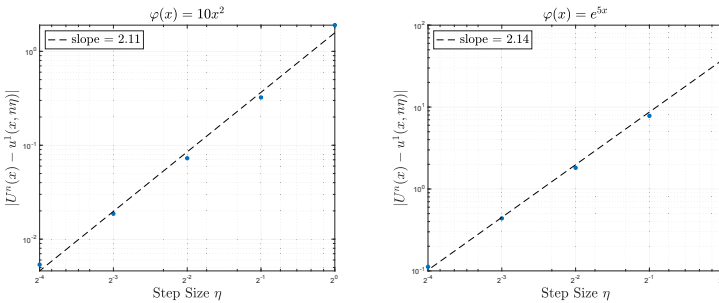 φ(x) = 10x²
slope = 2.11
10⁰
10⁻¹
10⁻²
|Uⁿ(x) − u¹(x, nη)|
2⁻⁴
2⁻³
2⁻²
2⁻¹
2⁰
Step Size η
φ(x) = e⁵ˣ
slope = 2.14
10²
10¹
10⁰
10⁻¹
|Uⁿ(x) − u¹(x, nη)|
2⁻⁴
2⁻³
2⁻²
2⁻¹
Step Size η